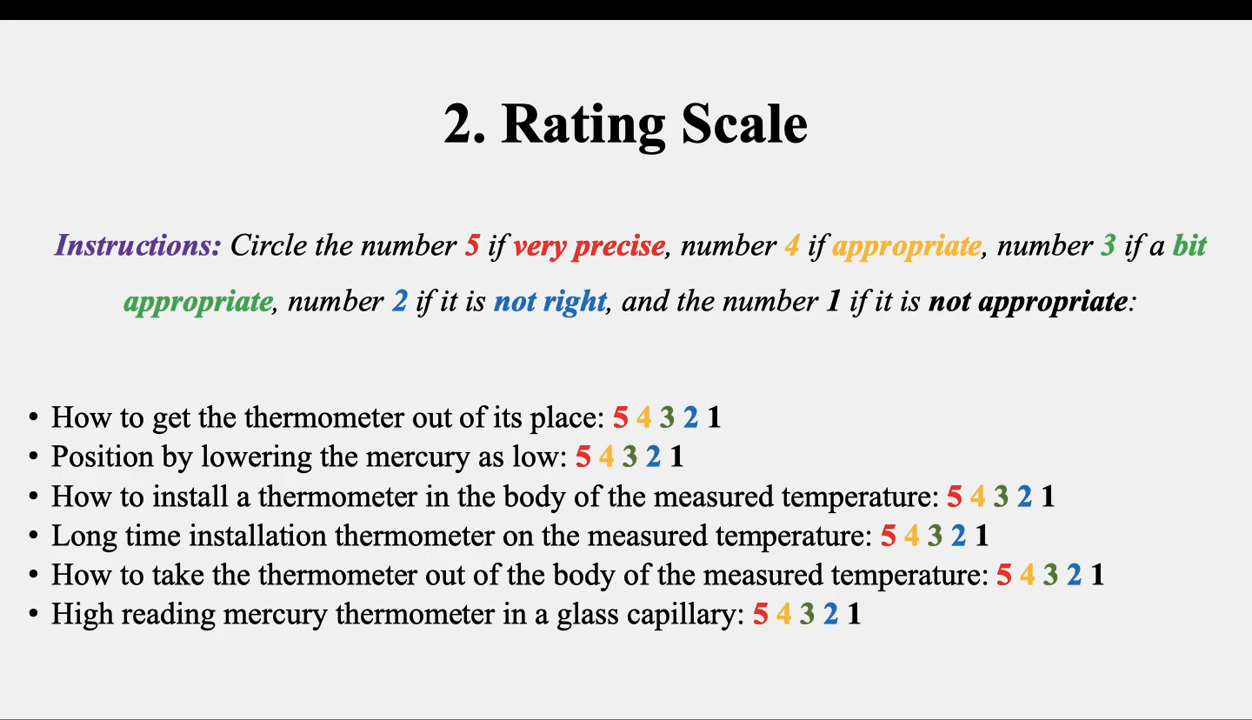 2. Rating Scale
Instructions: Circle the number 5 if very precise, number 4 if appropriate, number 3 if a bit
appropriate, number 2 if it is not right, and the number 1 if it is not appropriate:
• How to get the thermometer out of its place: 5 4 3 2 1
• Position by lowering the mercury as low: 5 4 3 2 1
• How to install a thermometer in the body of the measured temperature: 5 4 3 2 1
• Long time installation thermometer on the measured temperature: 5 4 3 2 1
• How to take the thermometer out of the body of the measured temperature: 5 4 3 2 1
• High reading mercury thermometer in a glass capillary: 5 4 3 2 1